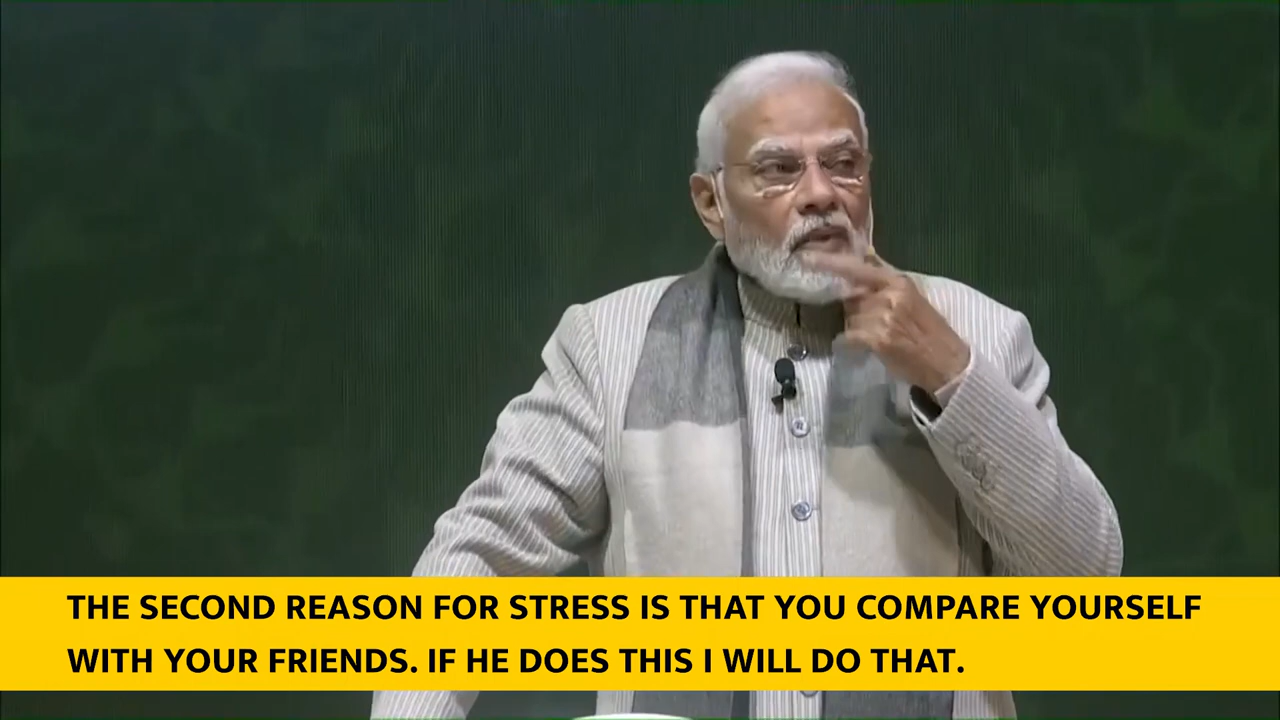 THE SECOND REASON FOR STRESS IS THAT YOU COMPARE YOURSELF
WITH YOUR FRIENDS. IF HE DOES THIS I WILL DO THAT.